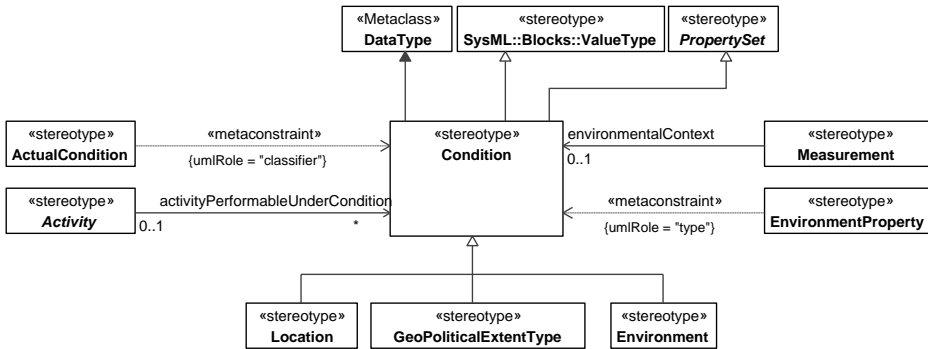 «Metaclass»
DataType
«stereotype»
SysML::Blocks::ValueType
«stereotype»
PropertySet
«stereotype»
ActualCondition
«metaconstraint»
{umlRole = "classifier"}
«stereotype»
Condition
environmentalContext
0..1
«stereotype»
Measurement
«stereotype»
Activity
activityPerformableUnderCondition
0..1
*
«metaconstraint»
{umlRole = "type"}
«stereotype»
EnvironmentProperty
«stereotype»
Location
«stereotype»
GeoPoliticalExtentType
«stereotype»
Environment